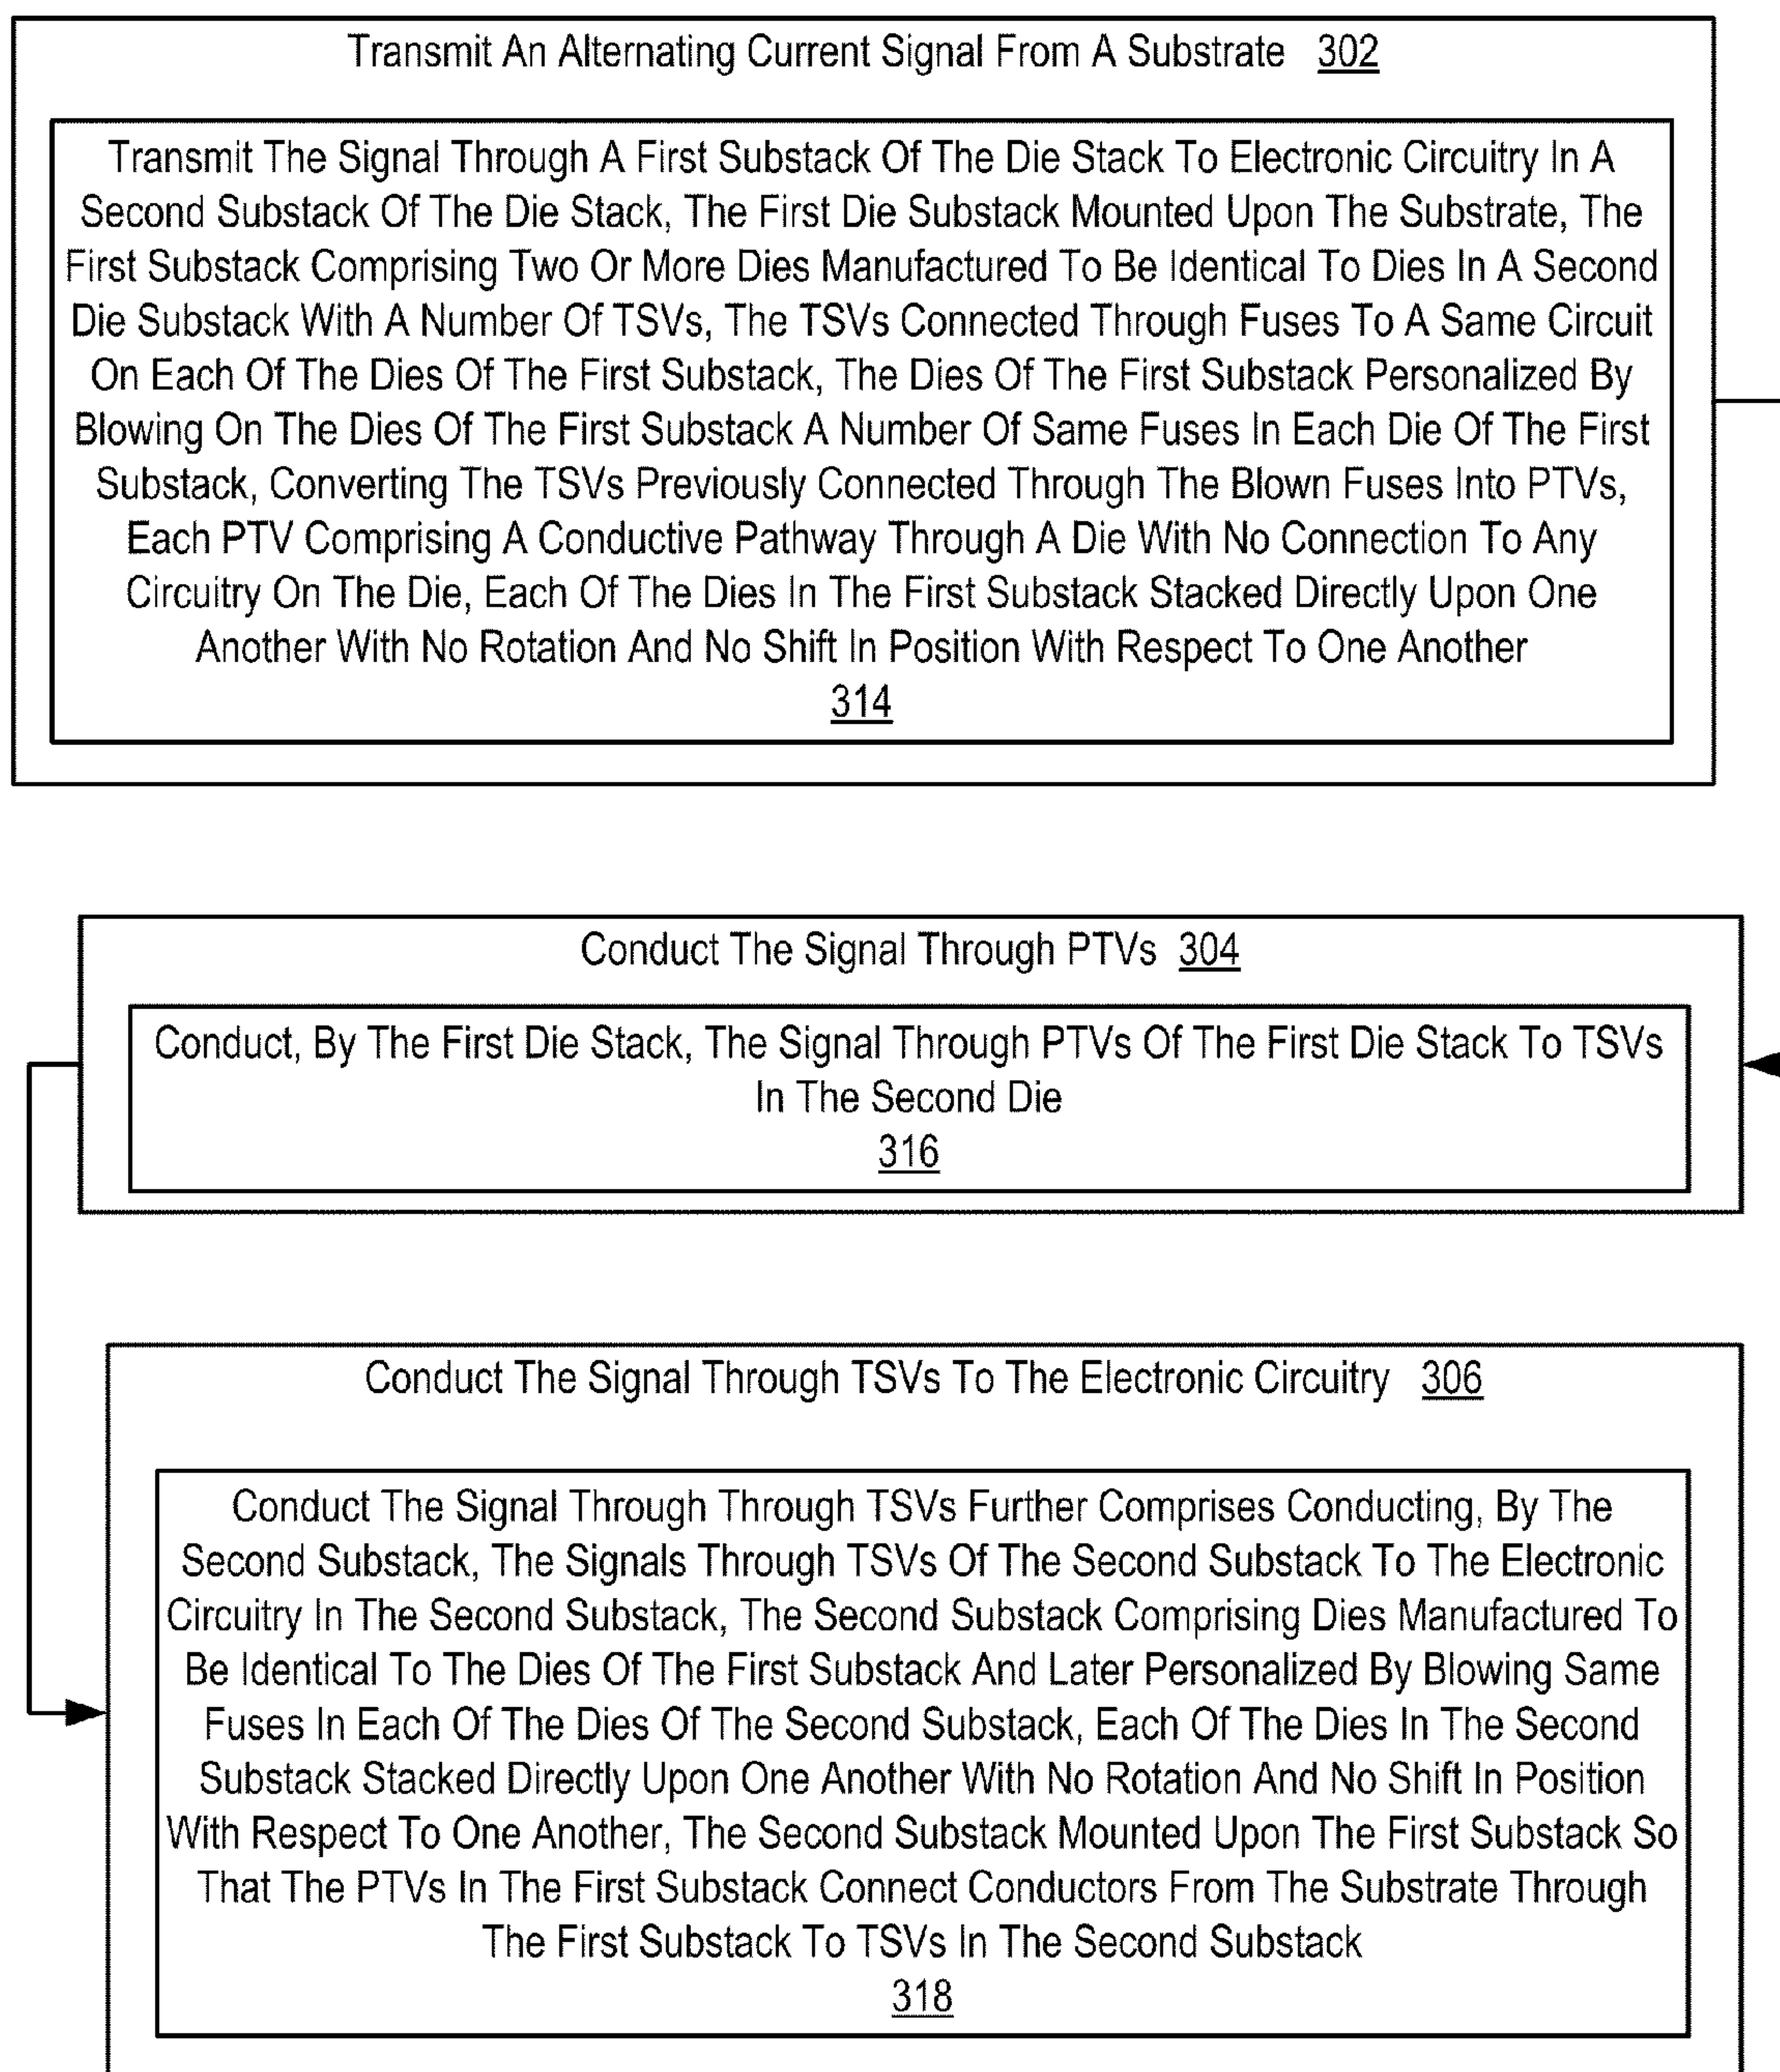 Transmit An Alternating Current Signal From A Substrate 302
Transmit The Signal Through A First Substack Of The Die Stack To Electronic Circuitry In A
Second Substack Of The Die Stack, The First Die Substack Mounted Upon The Substrate, The
First Substack Comprising Two Or More Dies Manufactured To Be Identical To Dies In A Second
Die Substack With A Number Of TSVs, The TSVs Connected Through Fuses To A Same Circuit
On Each Of The Dies Of The First Substack, The Dies Of The First Substack Personalized By
Blowing On The Dies Of The First Substack A Number Of Same Fuses In Each Die Of The First
Substack, Converting The TSVs Previously Connected Through The Blown Fuses Into PTVs,
Each PTV Comprising A Conductive Pathway Through A Die With No Connection To Any
Circuitry On The Die, Each Of The Dies In The First Substack Stacked Directly Upon One
Another With No Rotation And No Shift In Position With Respect To One Another
314
Conduct The Signal Through PTVs 304
Conduct, By The First Die Stack, The Signal Through PTVs Of The First Die Stack To TSVs
In The Second Die
316
Conduct The Signal Through TSVs To The Electronic Circuitry 306
Conduct The Signal Through Through TSVs Further Comprises Conducting, By The
Second Substack, The Signals Through TSVs Of The Second Substack To The Electronic
Circuitry In The Second Substack, The Second Substack Comprising Dies Manufactured To
Be Identical To The Dies Of The First Substack And Later Personalized By Blowing Same
Fuses In Each Of The Dies Of The Second Substack, Each Of The Dies In The Second
Substack Stacked Directly Upon One Another With No Rotation And No Shift In Position
With Respect To One Another, The Second Substack Mounted Upon The First Substack So
That The PTVs In The First Substack Connect Conductors From The Substrate Through
The First Substack To TSVs In The Second Substack
318